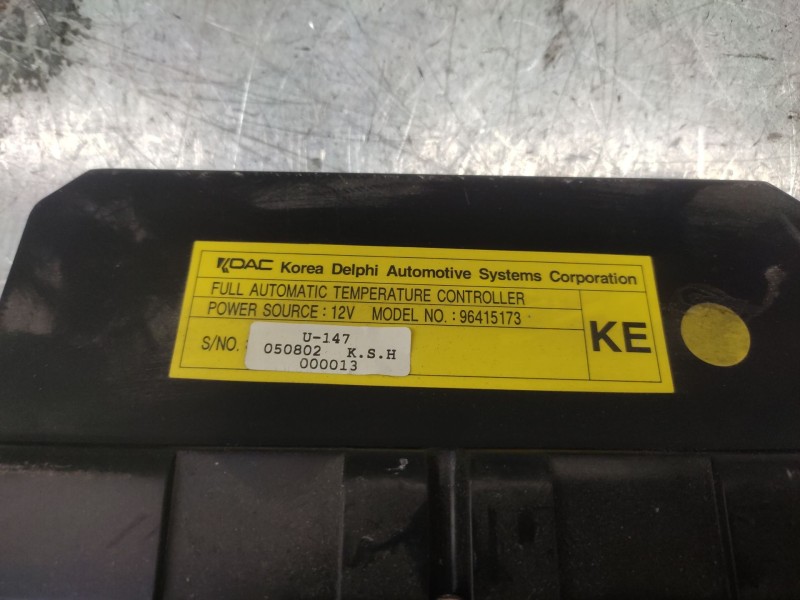 KDAC Korea Delphi Automotive Systems Corporation
FULL AUTOMATIC TEMPERATURE CONTROLLER
POWER SOURCE : 12V MODEL NO. : 96415173
KE
S/NO. :
U-147
050802 K.S.H
000013